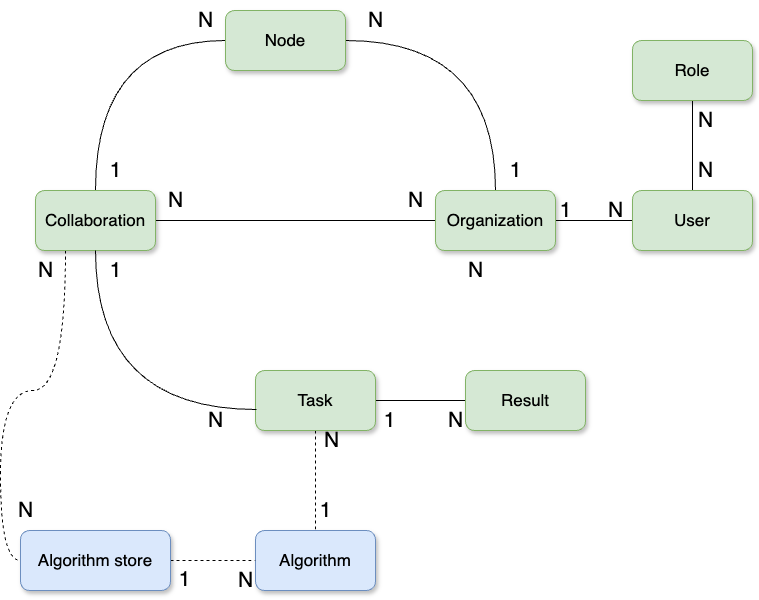 N
Node
N
Role
N
1
1
N
Collaboration
N
N
Organization
1
N
User
N
1
N
Task
Result
N
1
N
N
N
1
Algorithm store
Algorithm
1
N